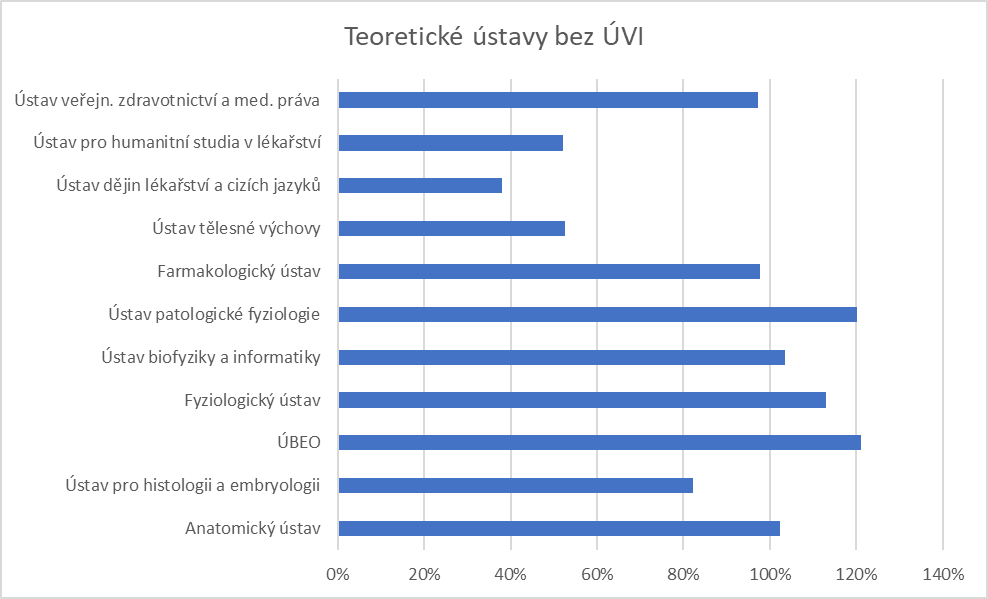 Teoretické ústavy bez ÚVI
Ústav veřejn. zdravotnictví a med. práva
Ústav pro humanitní studia v lékařství
Ústav dějin lékařství a cizích jazyků
Ústav tělesné výchovy
Farmakologický ústav
Ústav patologické fyziologie
Ústav biofyziky a informatiky
Fyziologický ústav
ÚBEO
Ústav pro histologii a embryologii
Anatomický ústav
0% 20% 40% 60% 80% 100% 120% 140%